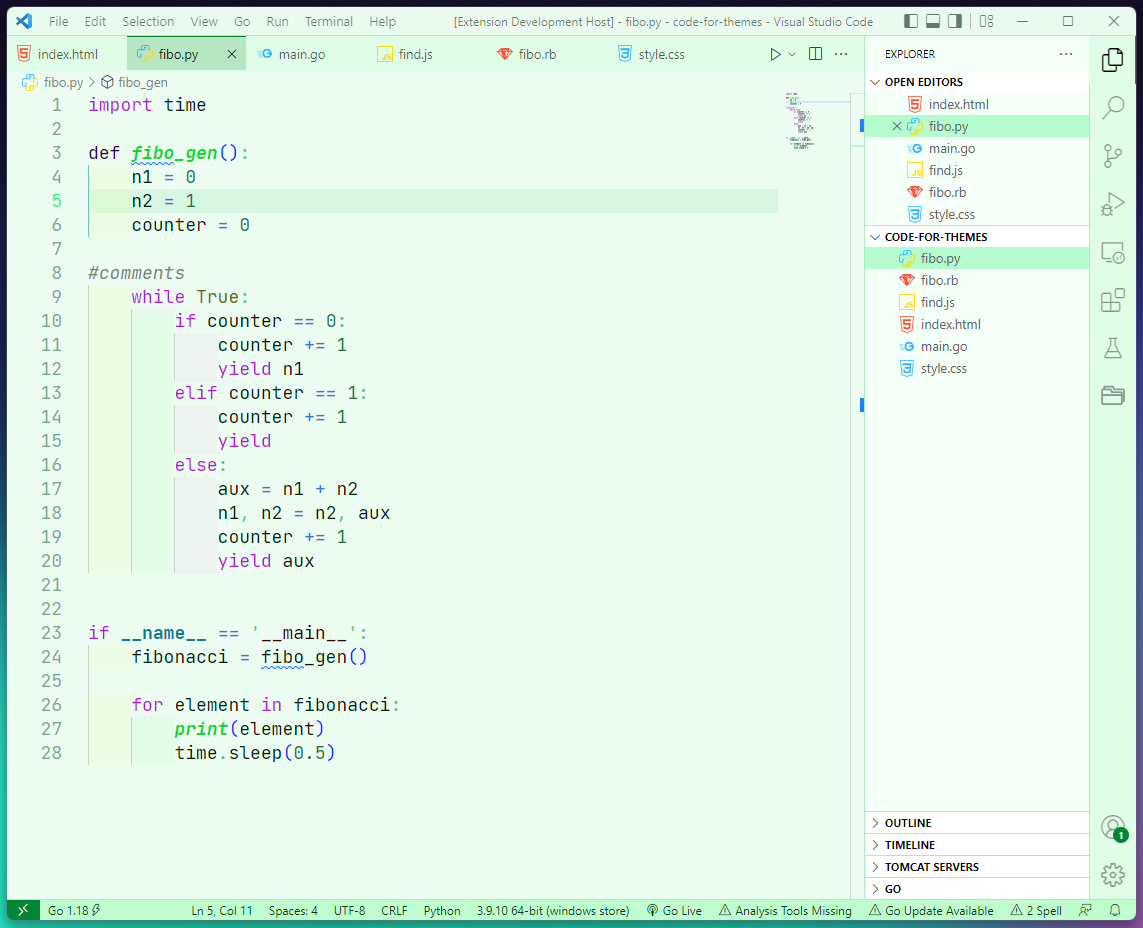 File Edit Selection View Go Run Terminal Help [Extension Development Host] - fibo.py - code-for-themes - Visual Studio Code
index.html fibo.py main.go find.js fibo.rb style.css
fibo.py fibo_gen
1 import time
2
3 def fibo_gen():
4 n1 = 0
5 n2 = 1
6 counter = 0
7
8 #comments
9 while True:
10 if counter == 0:
11 counter += 1
12 yield n1
13 elif counter == 1:
14 counter += 1
15 yield
16 else:
17 aux = n1 + n2
18 n1, n2 = n2, aux
19 counter += 1
20 yield aux
21
22
23 if __name__ == '__main__':
24 fibonacci = fibo_gen()
25
26 for element in fibonacci:
27 print(element)
28 time.sleep(0.5)
EXPLORER
OPEN EDITORS
index.html
fibo.py
main.go
find.js
fibo.rb
style.css
CODE-FOR-THEMES
fibo.py
fibo.rb
find.js
index.html
main.go
style.css
OUTLINE
TIMELINE
TOMCAT SERVERS
GO
1
Go 1.18 Ln 5, Col 11 Spaces: 4 UTF-8 CRLF Python 3.9.10 64-bit (windows store) Go Live Analysis Tools Missing Go Update Available 2 Spell